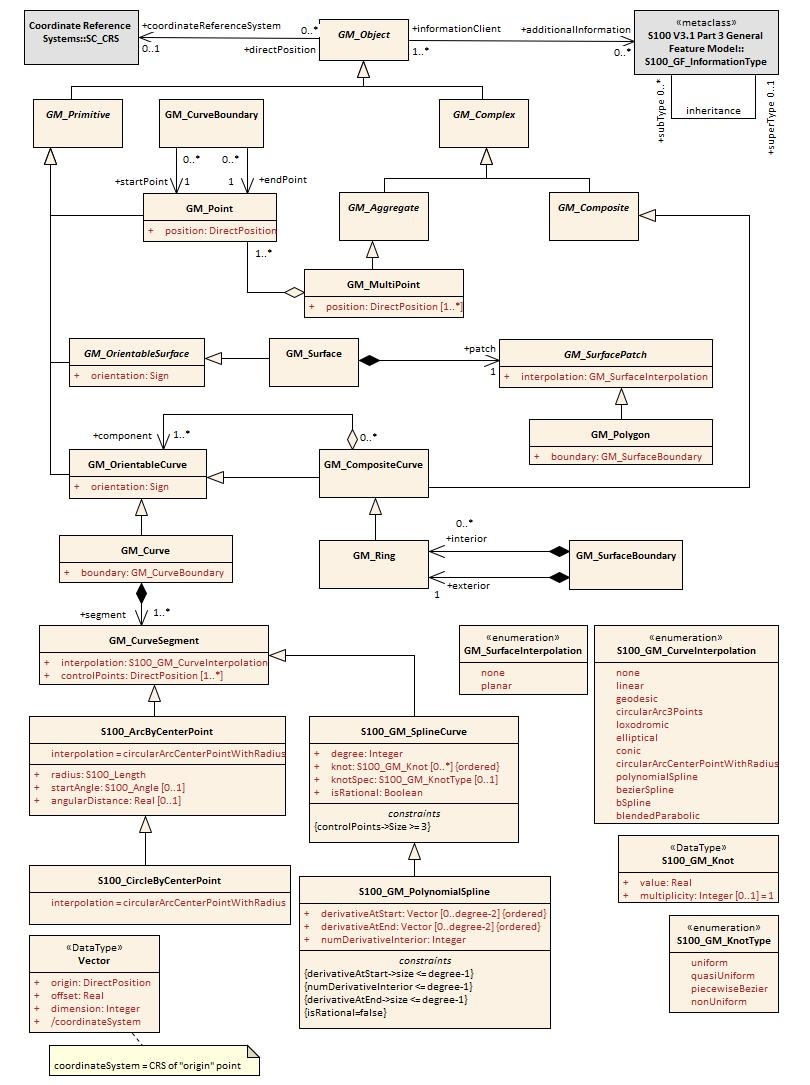 Coordinate Reference
Systems::SC_CRS
+coordinateReferenceSystem
0..1
0..*
+directPosition
GM_Object
+informationClient
1..*
+additionalInformation
0..*
«metaclass»
S100 V3.1 Part 3 General
Feature Model::
S100_GF_InformationType
+subType 0..*
inheritance
+superType 0..1
GM_Primitive
GM_CurveBoundary
GM_Complex
0..*
0..*
+startPoint
1
1
+endPoint
GM_Point
+ position: DirectPosition
1..*
GM_Aggregate
GM_Composite
GM_MultiPoint
+ position: DirectPosition [1..*]
GM_OrientableSurface
+ orientation: Sign
GM_Surface
+patch
1
GM_SurfacePatch
+ interpolation: GM_SurfaceInterpolation
GM_Polygon
+ boundary: GM_SurfaceBoundary
+component
1..*
0..*
GM_OrientableCurve
+ orientation: Sign
GM_CompositeCurve
GM_Curve
+ boundary: GM_CurveBoundary
GM_Ring
0..*
+interior
+exterior
1
GM_SurfaceBoundary
+segment
1..*
GM_CurveSegment
+ interpolation: S100_GM_CurveInterpolation
+ controlPoints: DirectPosition [1..*]
«enumeration»
GM_SurfaceInterpolation
none
planar
«enumeration»
S100_GM_CurveInterpolation
none
linear
geodesic
circularArc3Points
loxodromic
elliptical
conic
circularArcCenterPointWithRadius
polynomialSpline
bezierSpline
bSpline
blendedParabolic
S100_ArcByCenterPoint
interpolation = circularArcCenterPointWithRadius
+ radius: S100_Length
+ startAngle: S100_Angle [0..1]
+ angularDistance: Real [0..1]
S100_GM_SplineCurve
+ degree: Integer
+ knot: S100_GM_Knot [0..*] {ordered}
+ knotSpec: S100_GM_KnotType [0..1]
+ isRational: Boolean
constraints
{controlPoints->Size >= 3}
S100_CircleByCenterPoint
interpolation = circularArcCenterPointWithRadius
S100_GM_PolynomialSpline
+ derivativeAtStart: Vector [0..degree-2] {ordered}
+ derivativeAtEnd: Vector [0..degree-2] {ordered}
+ numDerivativeInterior: Integer
constraints
{derivativeAtStart->size <= degree-1}
{numDerivativeInterior <= degree-1}
{derivativeAtEnd->size <= degree-1}
{isRational=false}
«DataType»
S100_GM_Knot
+ value: Real
+ multiplicity: Integer [0..1] = 1
«enumeration»
S100_GM_KnotType
uniform
quasiUniform
piecewiseBezier
nonUniform
«DataType»
Vector
+ origin: DirectPosition
+ offset: Real
+ dimension: Integer
+ /coordinateSystem
coordinateSystem = CRS of "origin" point